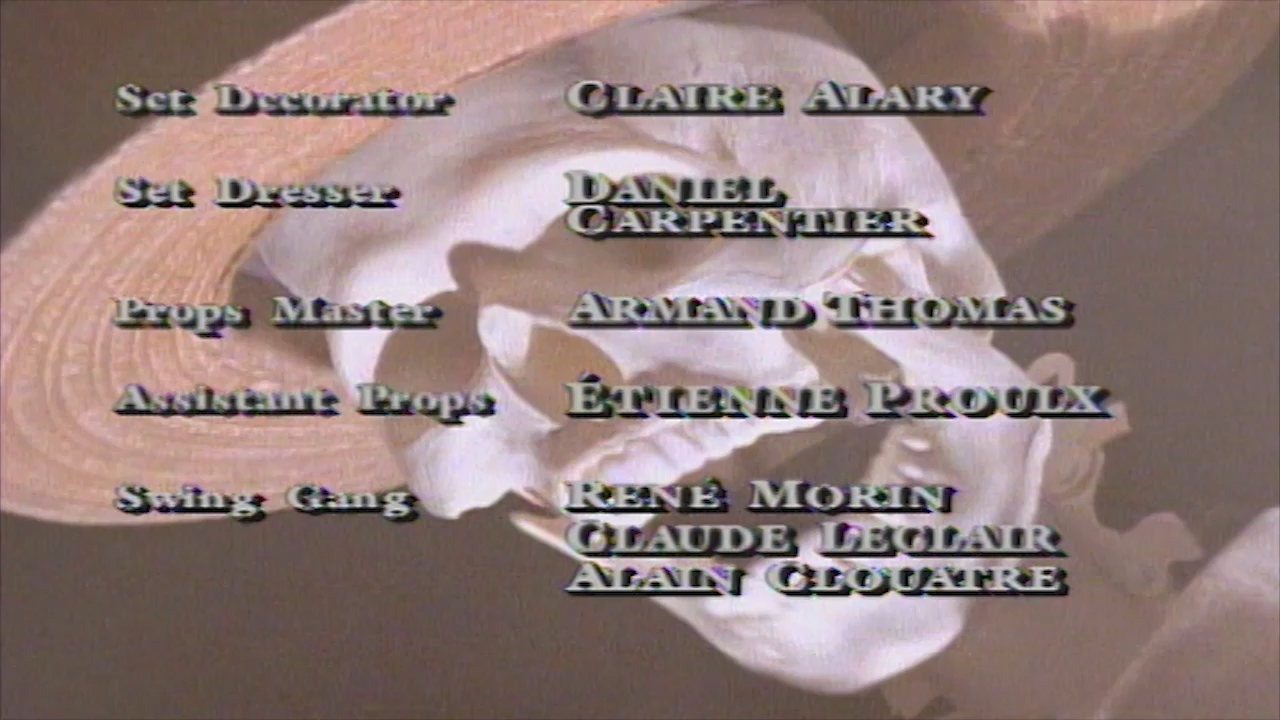 Set Decorator CLAIRE ALARY
Set Dresser DANIEL
CARPENTIER
Props Master ARMAND THOMAS
Assistant Props ÉTIENNE PROULX
Swing Gang RENÉ MORIN
CLAUDE LECLAIR
ALAIN CLOUATRE